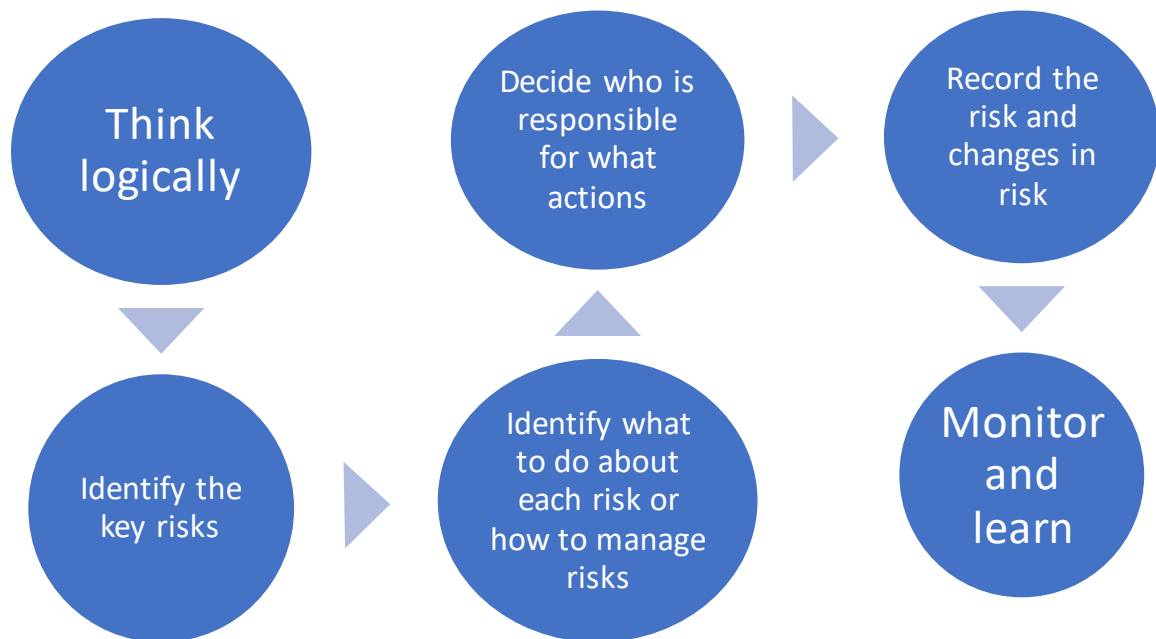 Think
logically
Identify the
key risks
Identify what
to do about
each risk or
how to manage
risks
Decide who is
responsible
for what
actions
Record the
risk and
changes in
risk
Monitor
and
learn